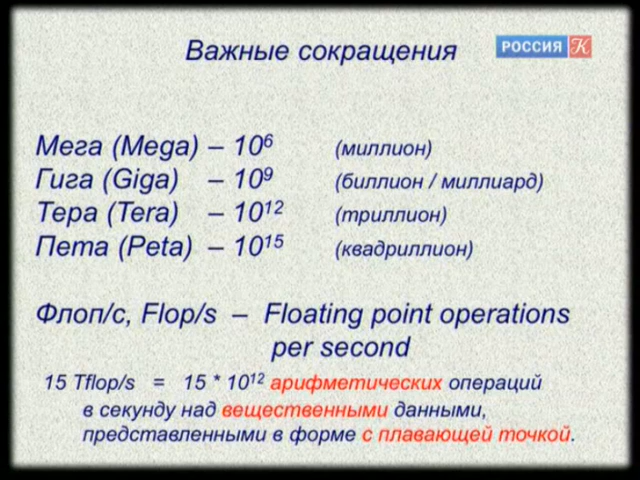 Важные сокращения
РОССИЯ K
Мега (Mega) – 10⁶ (миллион)
Гига (Giga) – 10⁹ (биллион / миллиард)
Тера (Tera) – 10¹² (триллион)
Пета (Peta) – 10¹⁵ (квадриллион)
Флоп/с, Flop/s – Floating point operations
per second
15 Tflop/s = 15 * 10¹² арифметических операций
в секунду над вещественными данными,
представленными в форме с плавающей точкой.